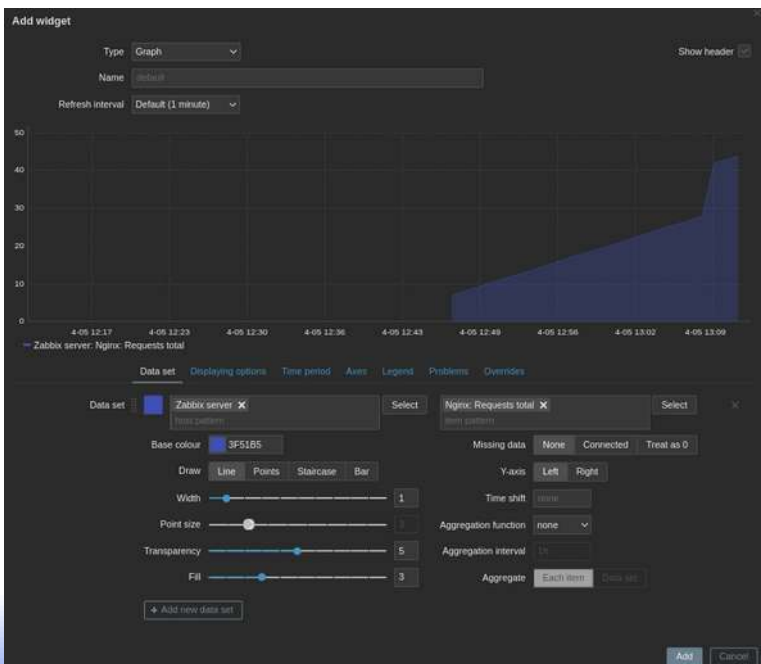 Add widget
Type Graph Show header
Name default
Refresh interval Default (1 minute)
50
40
30
20
10
0
4-05 12:17 4-05 12:23 4-05 12:30 4-05 12:36 4-05 12:43 4-05 12:49 4-05 12:56 4-05 13:02 4-05 13:09
Zabbix server: Nginx: Requests total
Data set Displaying options Time period Axes Legend Problems Overrides
Data set Zabbix server Select Nginx: Requests total Select
host pattern item pattern
Base colour 3F51B5 Missing data None Connected Treat as 0
Draw Line Points Staircase Bar Y-axis Left Right
Width 1 Time shift none
Point size 3 Aggregation function none
Transparency 5 Aggregation interval 1h
Fill 3 Aggregate Each item Data set
+ Add new data set
Add Cancel